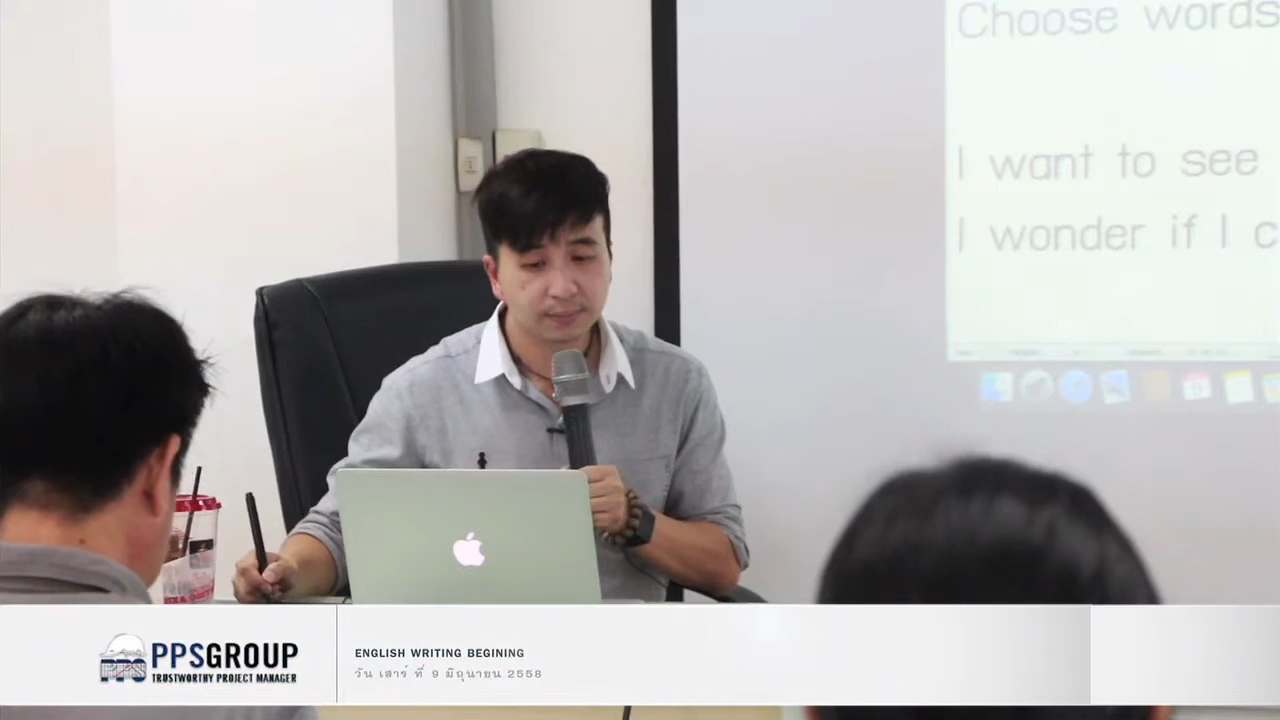 Choose words
I want to see
I wonder if I c
PPS
PPSGROUP
TRUSTWORTHY PROJECT MANAGER
ENGLISH WRITING BEGINING
วัน เสาร์ ที่ 9 มิถุนายน 2558